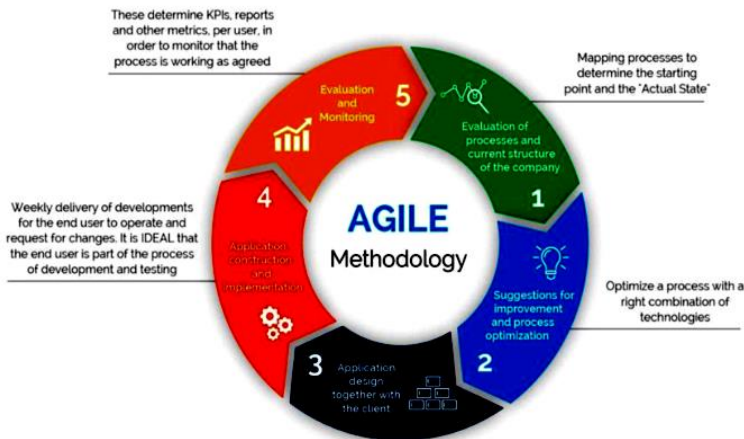 AGILE
Methodology
Mapping processes to
determine the starting
point and the "Actual State"
Evaluation of
processes and
current structure
of the company
1
Optimize a process with a
right combination of
technologies
Suggestions for
improvement
and process
optimization
2
3
Application
design
together with
the client
Weekly delivery of developments
for the end user to operate and
request for changes. It is IDEAL that
the end user is part of the process
of development and testing
4
Application
construction
and
implementation
These determine KPIs, reports
and other metrics, per user, in
order to monitor that the
process is working as agreed
Evaluation
and
Monitoring
5